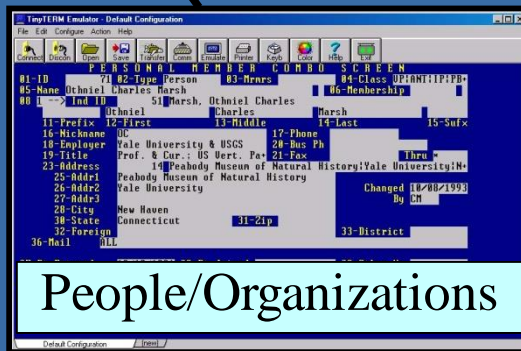 TinyTERM Emulator - Default Configuration
File Edit Configure Action Help
Connect Discon Open Save Transfer Comm Emulate Printer Keyb Color Help Exit
PERSONAL MEMBER COMBO SCREEN
01-ID 71 02-Type Person 03-Mrnrs 04-Class VP|ANT|IP|PB+
05-Name Othniel Charles Marsh 06-Membership
08 1 --> Ind ID 51 Marsh, Othniel Charles
Othniel Charles Marsh
11-Prefix 12-First 13-Middle 14-Last 15-Sufx
16-Nickname OC 17-Phone
18-Employer Yale University & USGS 20-Bus Ph
19-Title Prof. & Cur.; US Vert. Pa+ 21-Fax Thru *
23-Address 14 Peabody Museum of Natural History|Yale University|N+
25-Addr1 Peabody Museum of Natural History
26-Addr2 Yale University Changed 10/08/1993
27-Addr3 By CM
28-City New Haven
30-State Connecticut 31-Zip
32-Foreign 33-District
36-Mail ALL
People/Organizations
Default Configuration (new)